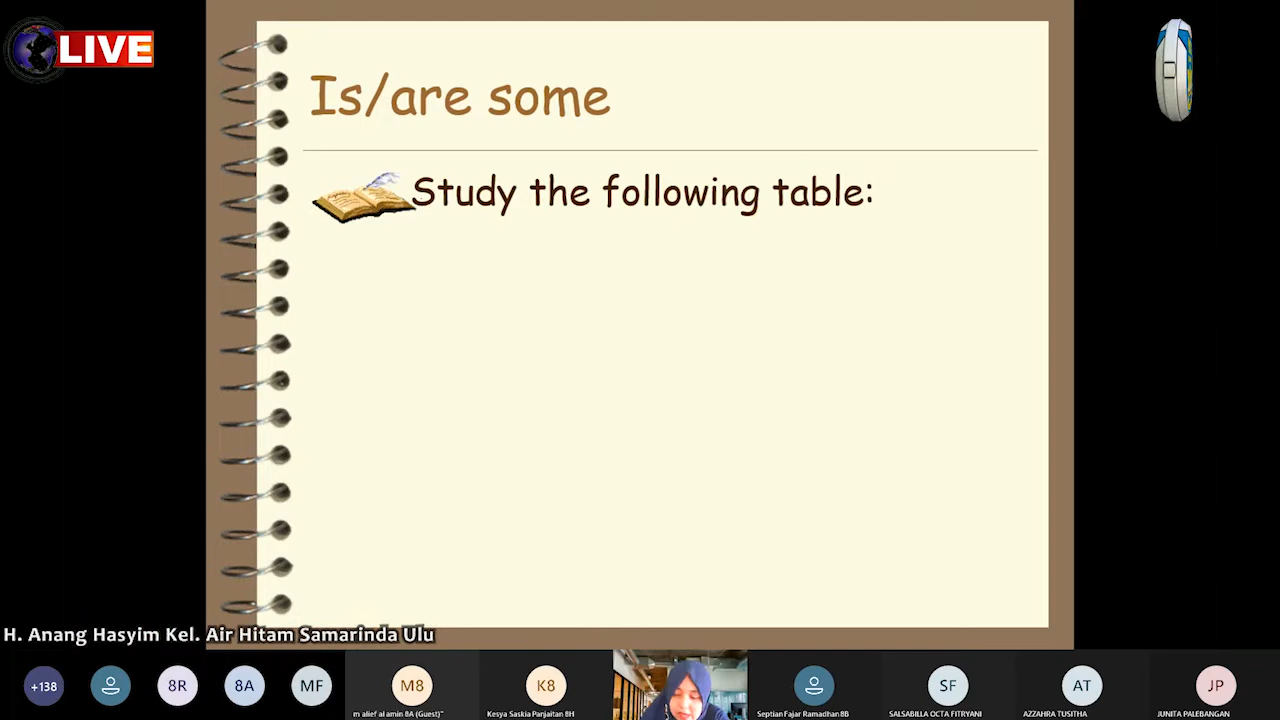 LIVE
Is/are some
Study the following table:
H. Anang Hasyim Kel. Air Hitam Samarinda Ulu
+138
8R
8A
MF
M8
K8
SF
AT
JP
m alief al amin 8A (Guest)"
Kesya Saskia Panjaitan 8H
Septian Fajar Ramadhan 8B
SALSABILLA OCTA FITRYANI
AZZAHRA TUSITHA
JUNITA PALEBANGAN